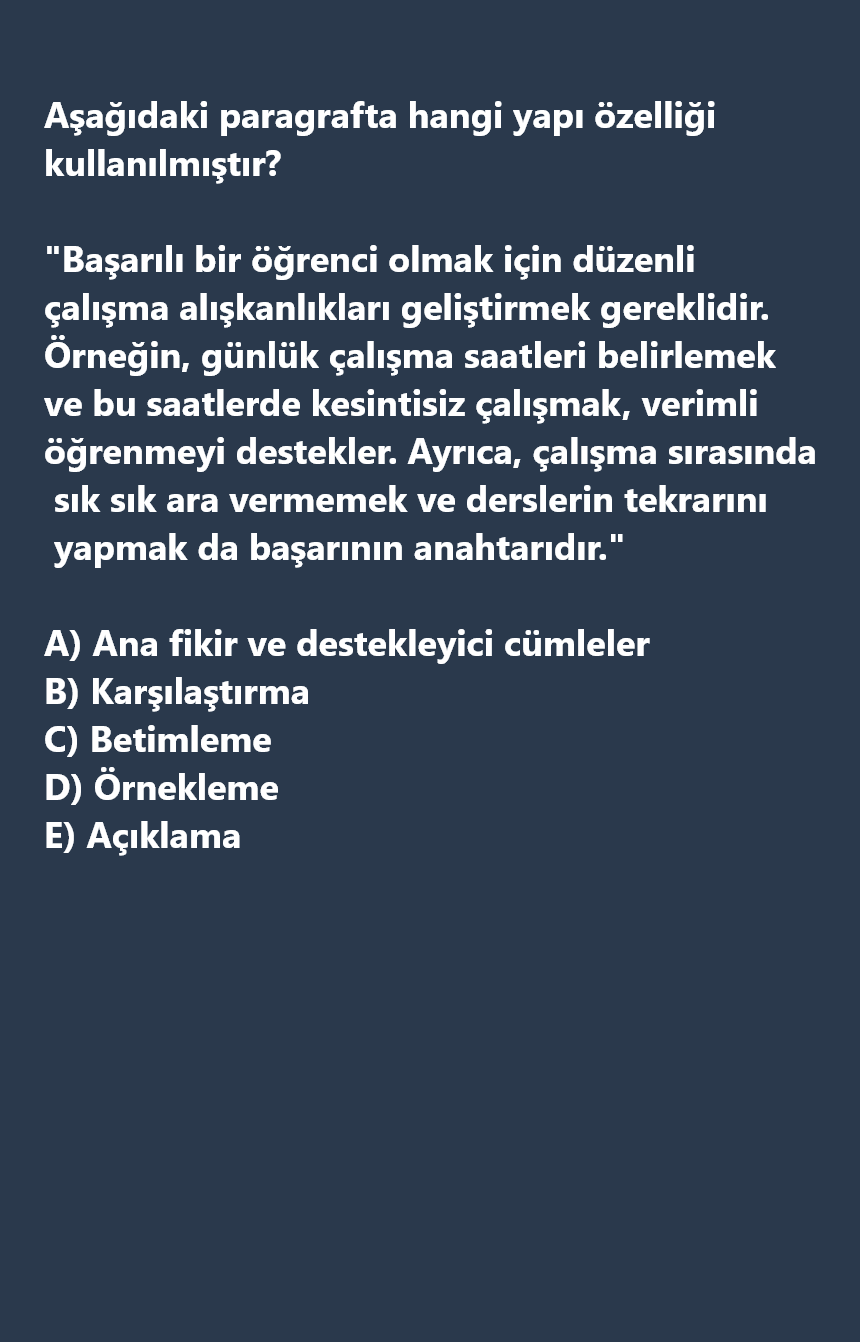 Aşağıdaki paragrafta hangi yapı özelliği
kullanılmıştır?
"Başarılı bir öğrenci olmak için düzenli
çalışma alışkanlıkları geliştirmek gereklidir.
Örneğin, günlük çalışma saatleri belirlemek
ve bu saatlerde kesintisiz çalışmak, verimli
öğrenmeyi destekler. Ayrıca, çalışma sırasında
sık sık ara vermemek ve derslerin tekrarını
yapmak da başarının anahtarıdır."
A) Ana fikir ve destekleyici cümleler
B) Karşılaştırma
C) Betimleme
D) Örnekleme
E) Açıklama